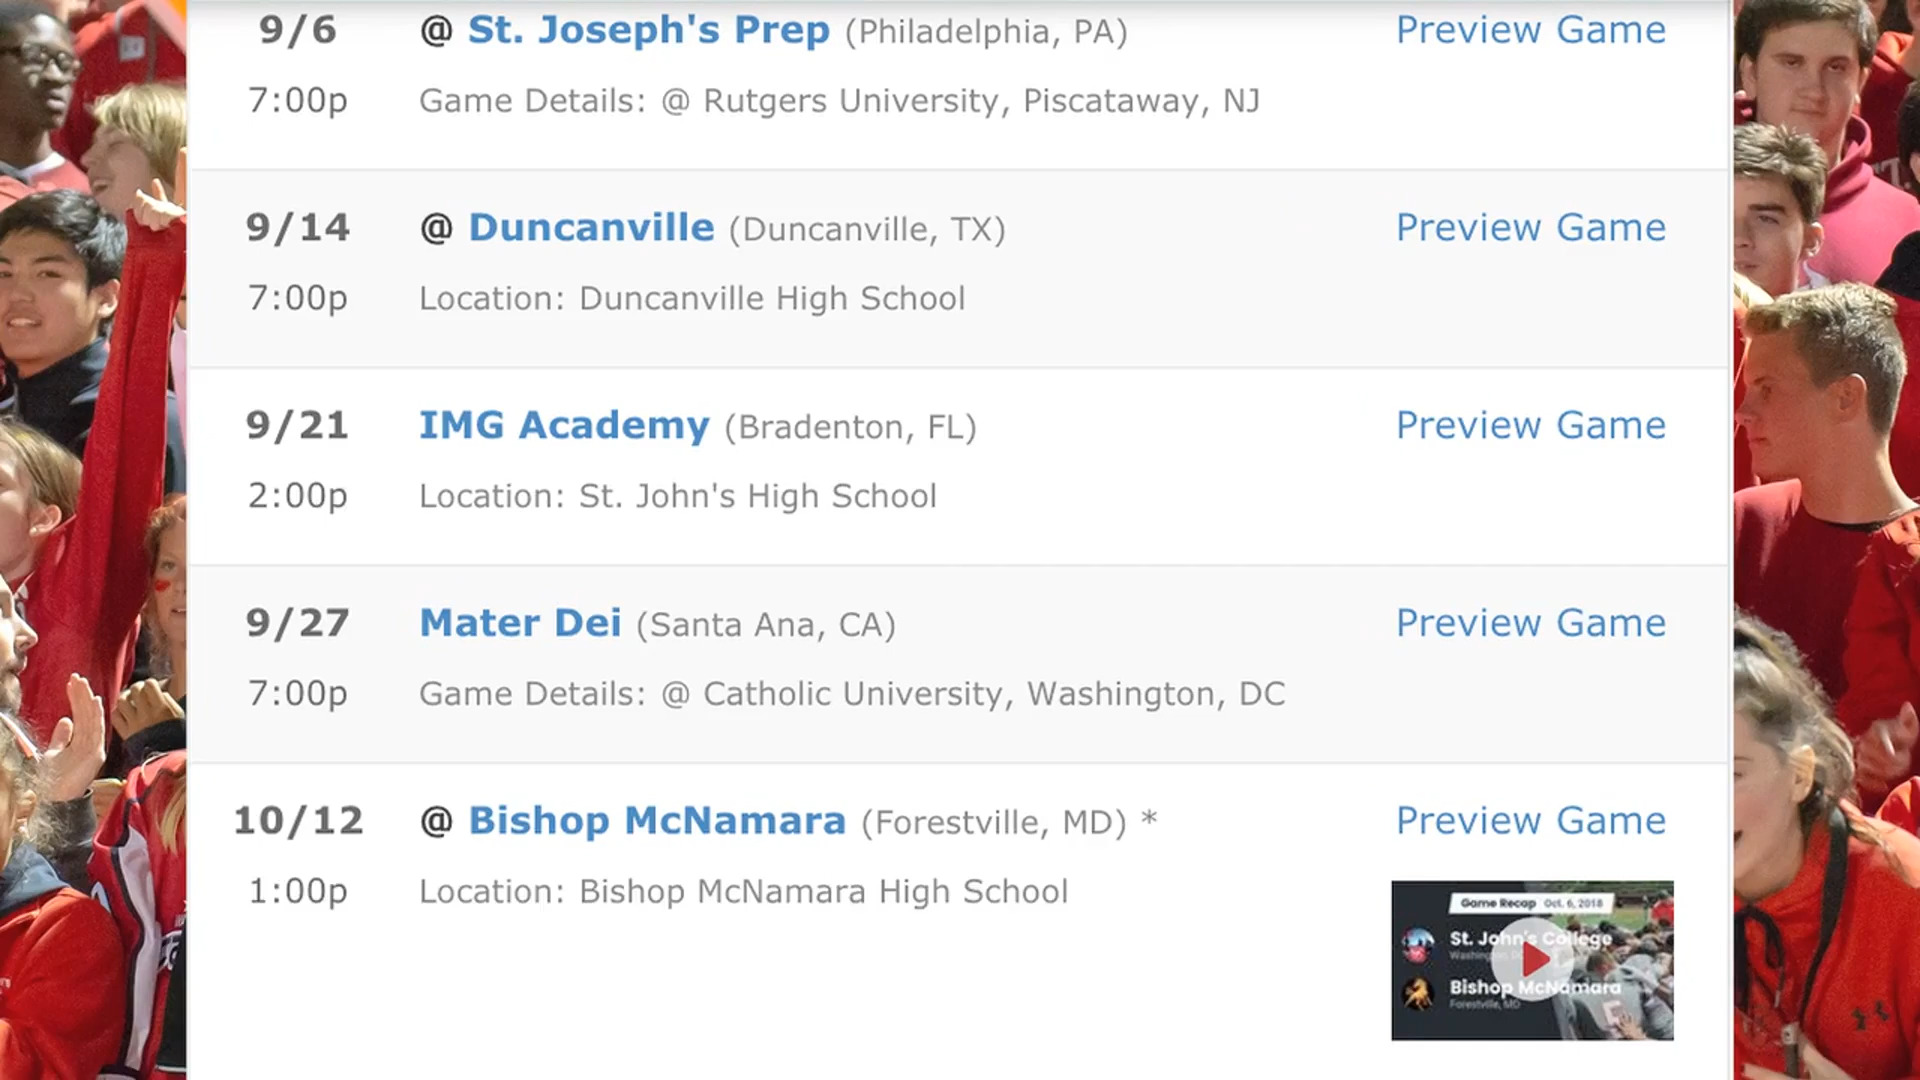 9/6 @ St. Joseph's Prep (Philadelphia, PA) Preview Game
7:00p Game Details: @ Rutgers University, Piscataway, NJ
9/14 @ Duncanville (Duncanville, TX) Preview Game
7:00p Location: Duncanville High School
9/21 IMG Academy (Bradenton, FL) Preview Game
2:00p Location: St. John's High School
9/27 Mater Dei (Santa Ana, CA) Preview Game
7:00p Game Details: @ Catholic University, Washington, DC
10/12 @ Bishop McNamara (Forestville, MD) * Preview Game
1:00p Location: Bishop McNamara High School
Game Recap Oct. 6, 2018
St. John's College
Bishop McNamara
Forestville, MD